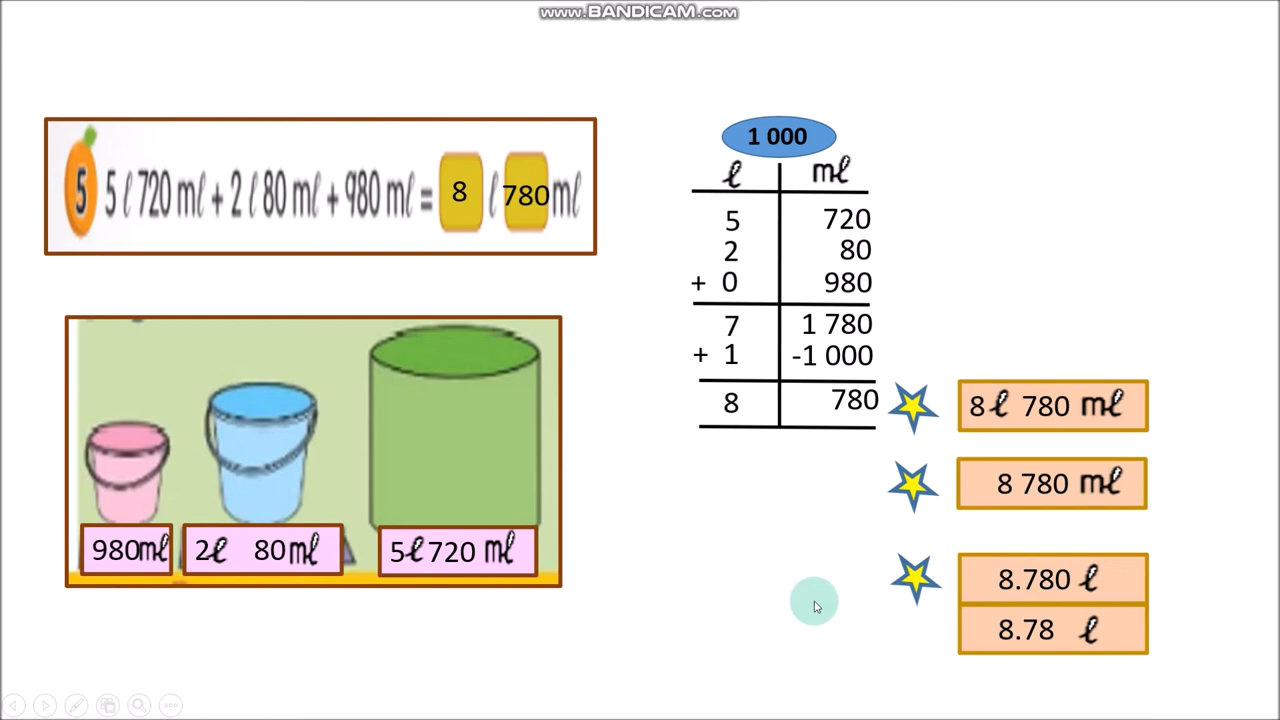 www.BANDICAM.com
5 5 ℓ 720 mℓ + 2 ℓ 80 mℓ + 980 mℓ = 8 ℓ 780 mℓ
980mℓ 2ℓ 80mℓ 5ℓ 720 mℓ
1 000
ℓ mℓ
5 720
2 80
+ 0 980
7 1 780
+ 1 -1 000
8 780
8ℓ 780 mℓ
8 780 mℓ
8.780 ℓ
8.78 ℓ